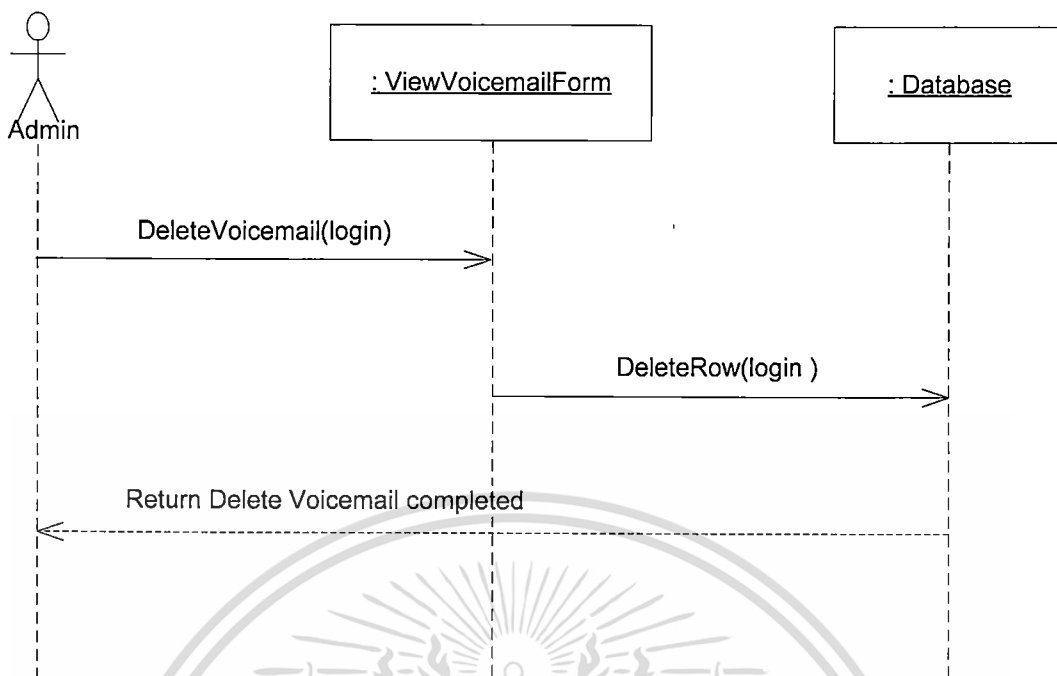 Admin
: ViewVoicemailForm
: Database
DeleteVoicemail(login)
DeleteRow(login )
Return Delete Voicemail completed